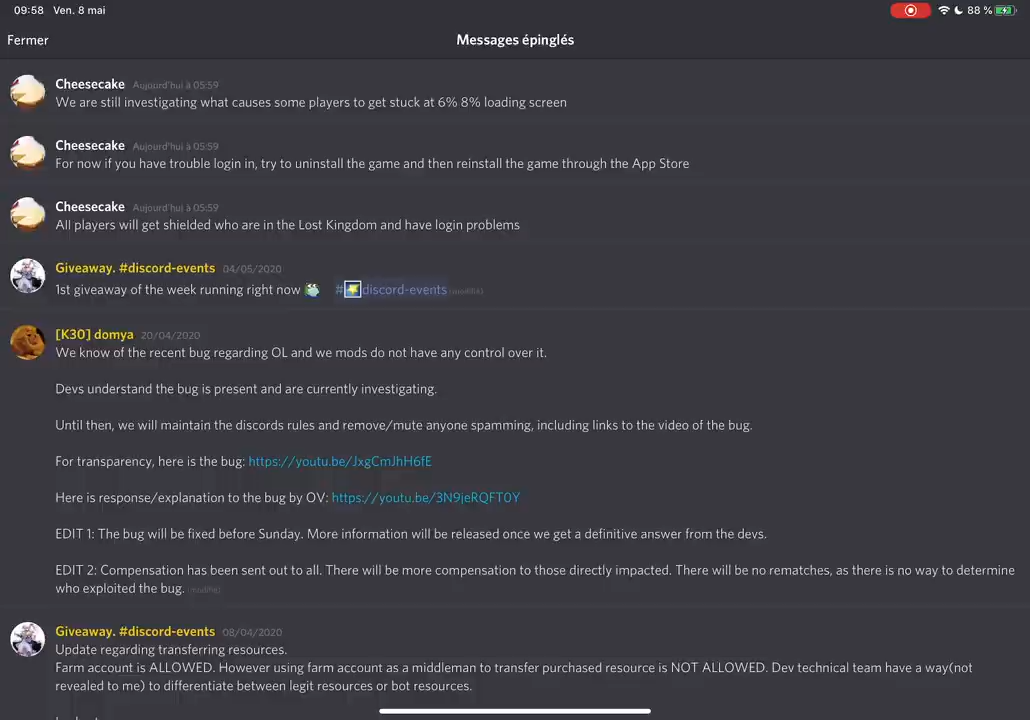 09:58 Ven. 8 mai
88 %
Fermer
Messages épinglés
Cheesecake Aujourd'hui à 05:59
We are still investigating what causes some players to get stuck at 6% 8% loading screen
Cheesecake Aujourd'hui à 05:59
For now if you have trouble login in, try to uninstall the game and then reinstall the game through the App Store
Cheesecake Aujourd'hui à 05:59
All players will get shielded who are in the Lost Kingdom and have login problems
Giveaway. #discord-events 04/05/2020
1st giveaway of the week running right now #discord-events (modifié)
[K30] domya 20/04/2020
We know of the recent bug regarding OL and we mods do not have any control over it.
Devs understand the bug is present and are currently investigating.
Until then, we will maintain the discords rules and remove/mute anyone spamming, including links to the video of the bug.
For transparency, here is the bug: https://youtu.be/JxgCmJhH6fE
Here is response/explanation to the bug by OV: https://youtu.be/3N9jeRQFT0Y
EDIT 1: The bug will be fixed before Sunday. More information will be released once we get a definitive answer from the devs.
EDIT 2: Compensation has been sent out to all. There will be more compensation to those directly impacted. There will be no rematches, as there is no way to determine
who exploited the bug. (modifié)
Giveaway. #discord-events 08/04/2020
Update regarding transferring resources.
Farm account is ALLOWED. However using farm account as a middleman to transfer purchased resource is NOT ALLOWED. Dev technical team have a way(not
revealed to me) to differentiate between legit resources or bot resources.